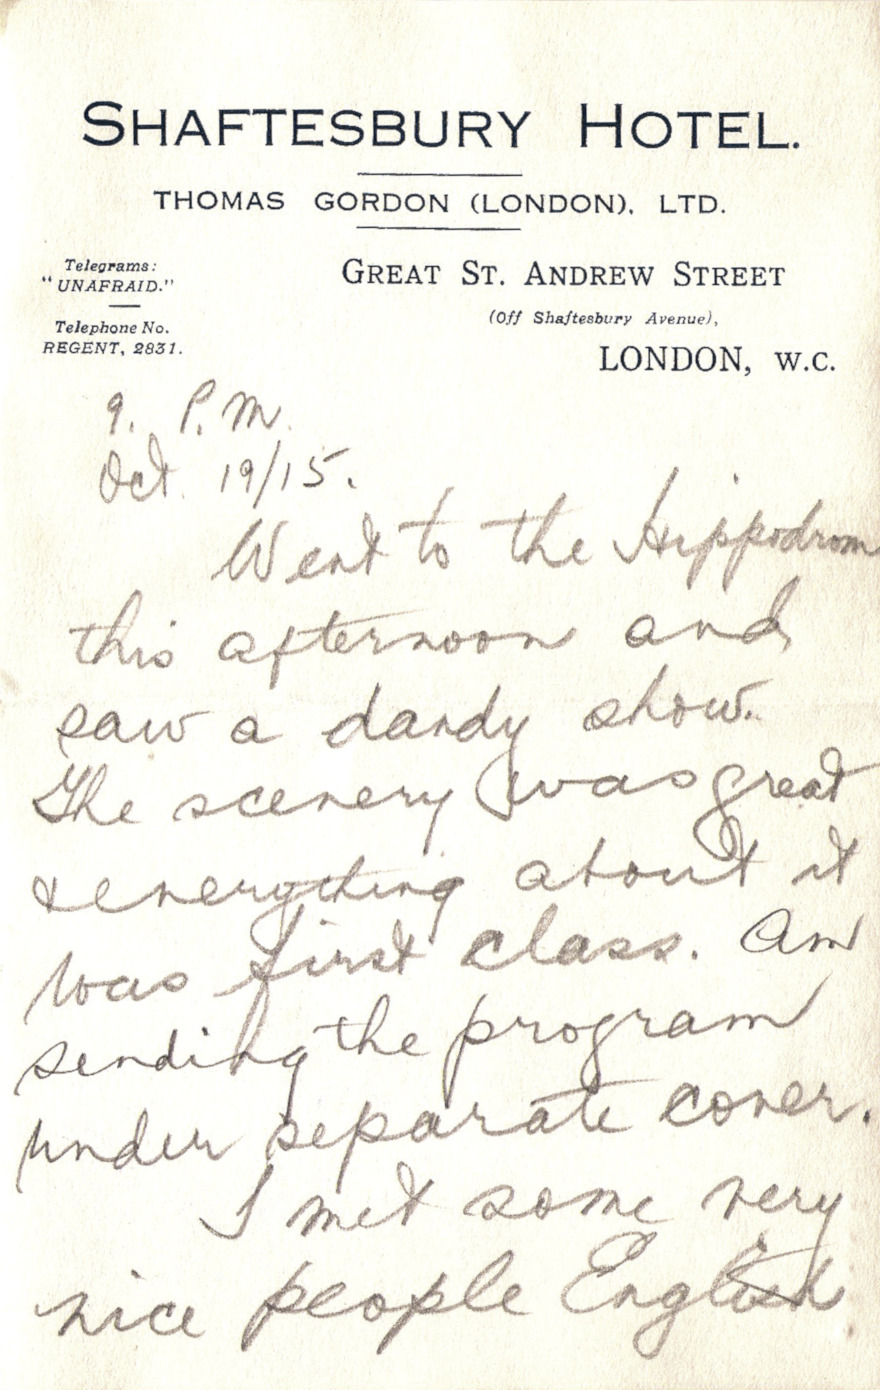 SHAFTESBURY HOTEL.
THOMAS GORDON (LONDON), LTD.
Telegrams:
"UNAFRAID."
Telephone No.
REGENT, 2831.
GREAT ST. ANDREW STREET
(Off Shaftesbury Avenue),
LONDON, W.C.
9. P.M.
Oct. 19/15.
Went to the Hippodrom
this afternoon and
saw a dandy show.
The scenery was great
& everything about it
was first class. Am
sending the program
under separate cover.
I met some very
nice people English